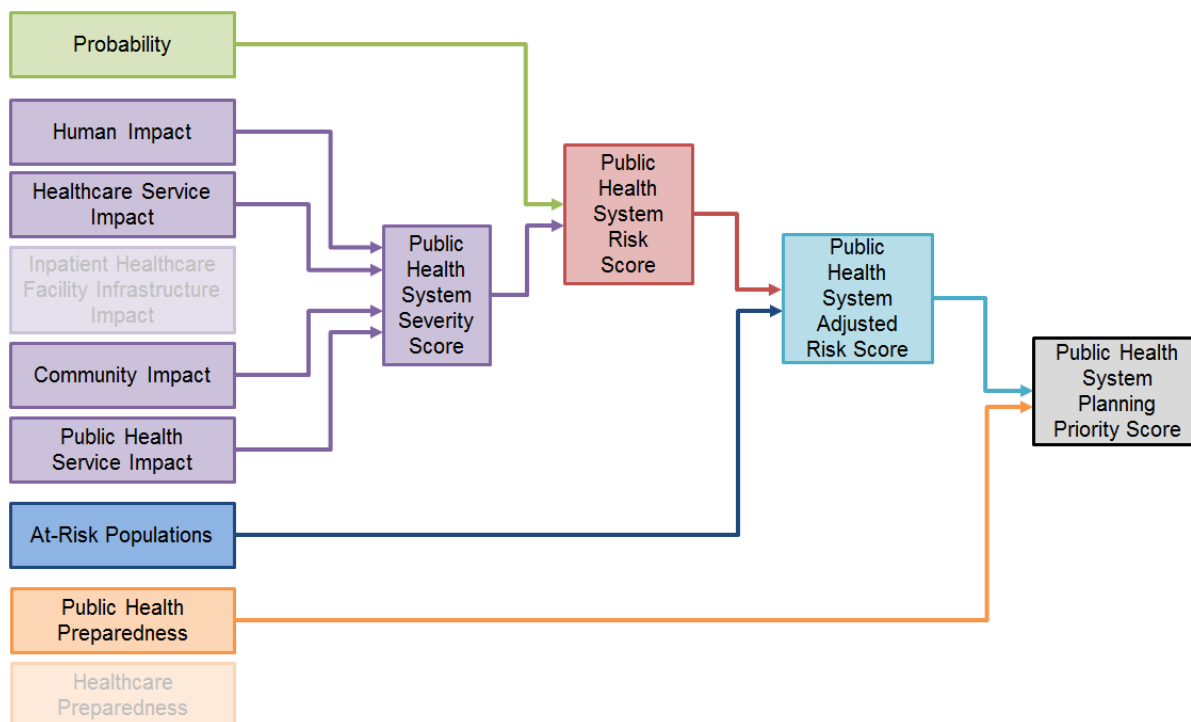 Probability
Human Impact
Healthcare Service
Impact
Inpatient Healthcare
Facility Infrastructure
Impact
Community Impact
Public Health
Service Impact
At-Risk Populations
Public Health
Preparedness
Healthcare
Preparedness
Public
Health
System
Severity
Score
Public
Health
System
Risk
Score
Public
Health
System
Adjusted
Risk Score
Public Health
System
Planning
Priority Score